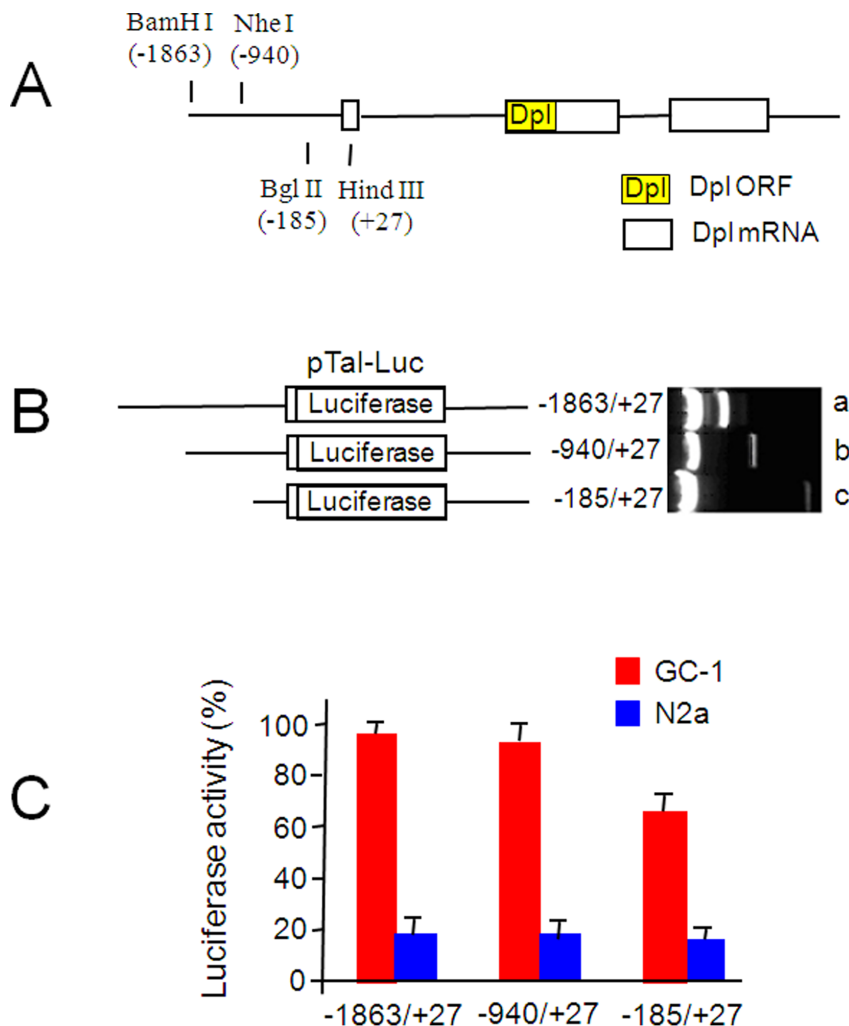 A
BamH I Nhe I
(-1863) (-940)
Dpl
Bgl II Hind III
(-185) (+27)
Dpl Dpl ORF
Dpl mRNA
B
pTal-Luc
Luciferase -1863/+27 a
Luciferase -940/+27 b
Luciferase -185/+27 c
C
GC-1
N2a
Luciferase activity (%)
100
80
60
40
20
0
-1863/+27 -940/+27 -185/+27